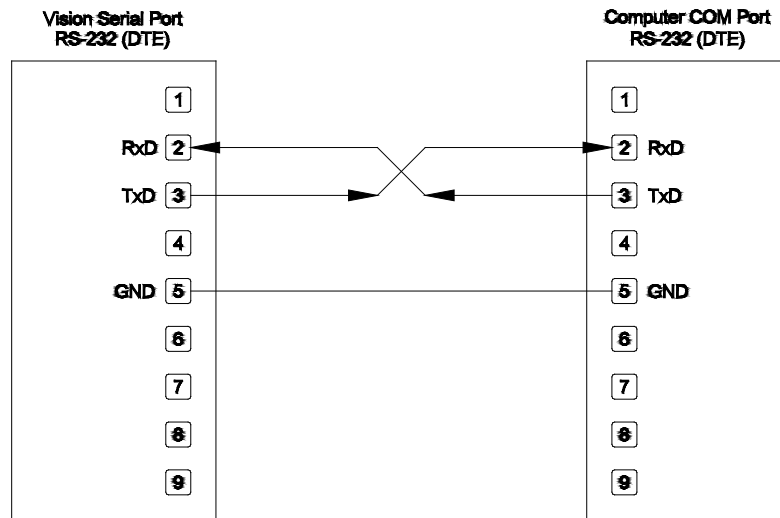 Vision Serial Port
RS-232 (DTE)
Computer COM Port
RS-232 (DTE)
1
1
RxD 2
2 RxD
TxD 3
3 TxD
4
4
GND 5
5 GND
6
6
7
7
8
8
9
9